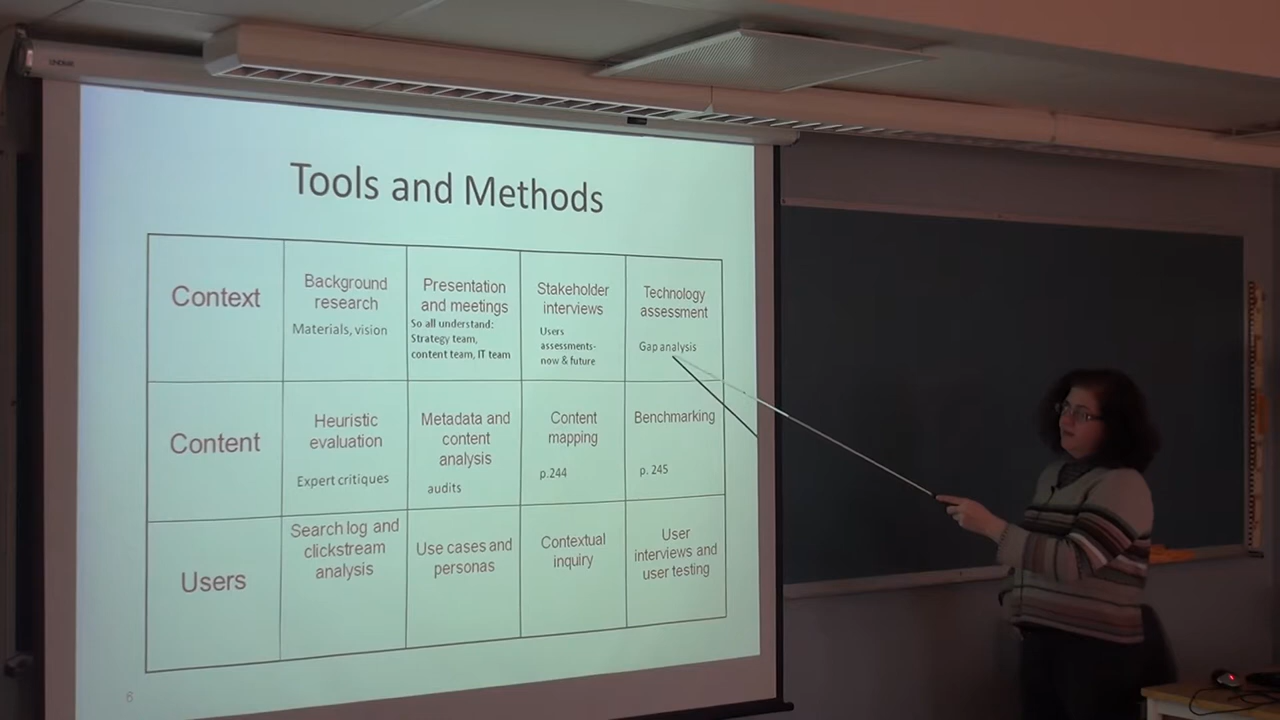 Tools and Methods
Context
Background
research
Materials, vision
Presentation
and meetings
So all understand:
Strategy team,
content team, IT team
Stakeholder
interviews
Users
assessments-
now & future
Technology
assessment
Gap analysis
Content
Heuristic
evaluation
Expert critiques
Metadata and
content
analysis
audits
Content
mapping
p.244
Benchmarking
p. 245
Users
Search log and
clickstream
analysis
Use cases and
personas
Contextual
inquiry
User
interviews and
user testing
6